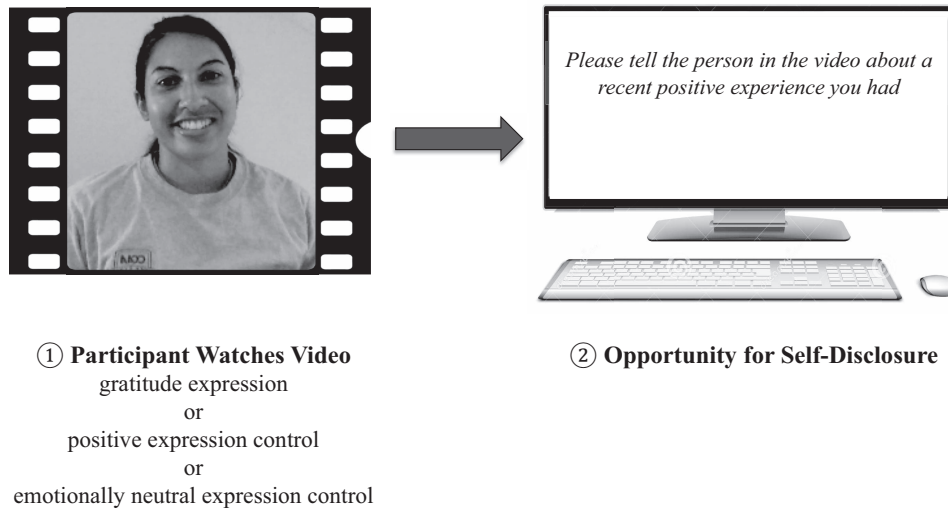 Please tell the person in the video about a
recent positive experience you had
① Participant Watches Video
gratitude expression
or
positive expression control
or
emotionally neutral expression control
② Opportunity for Self-Disclosure